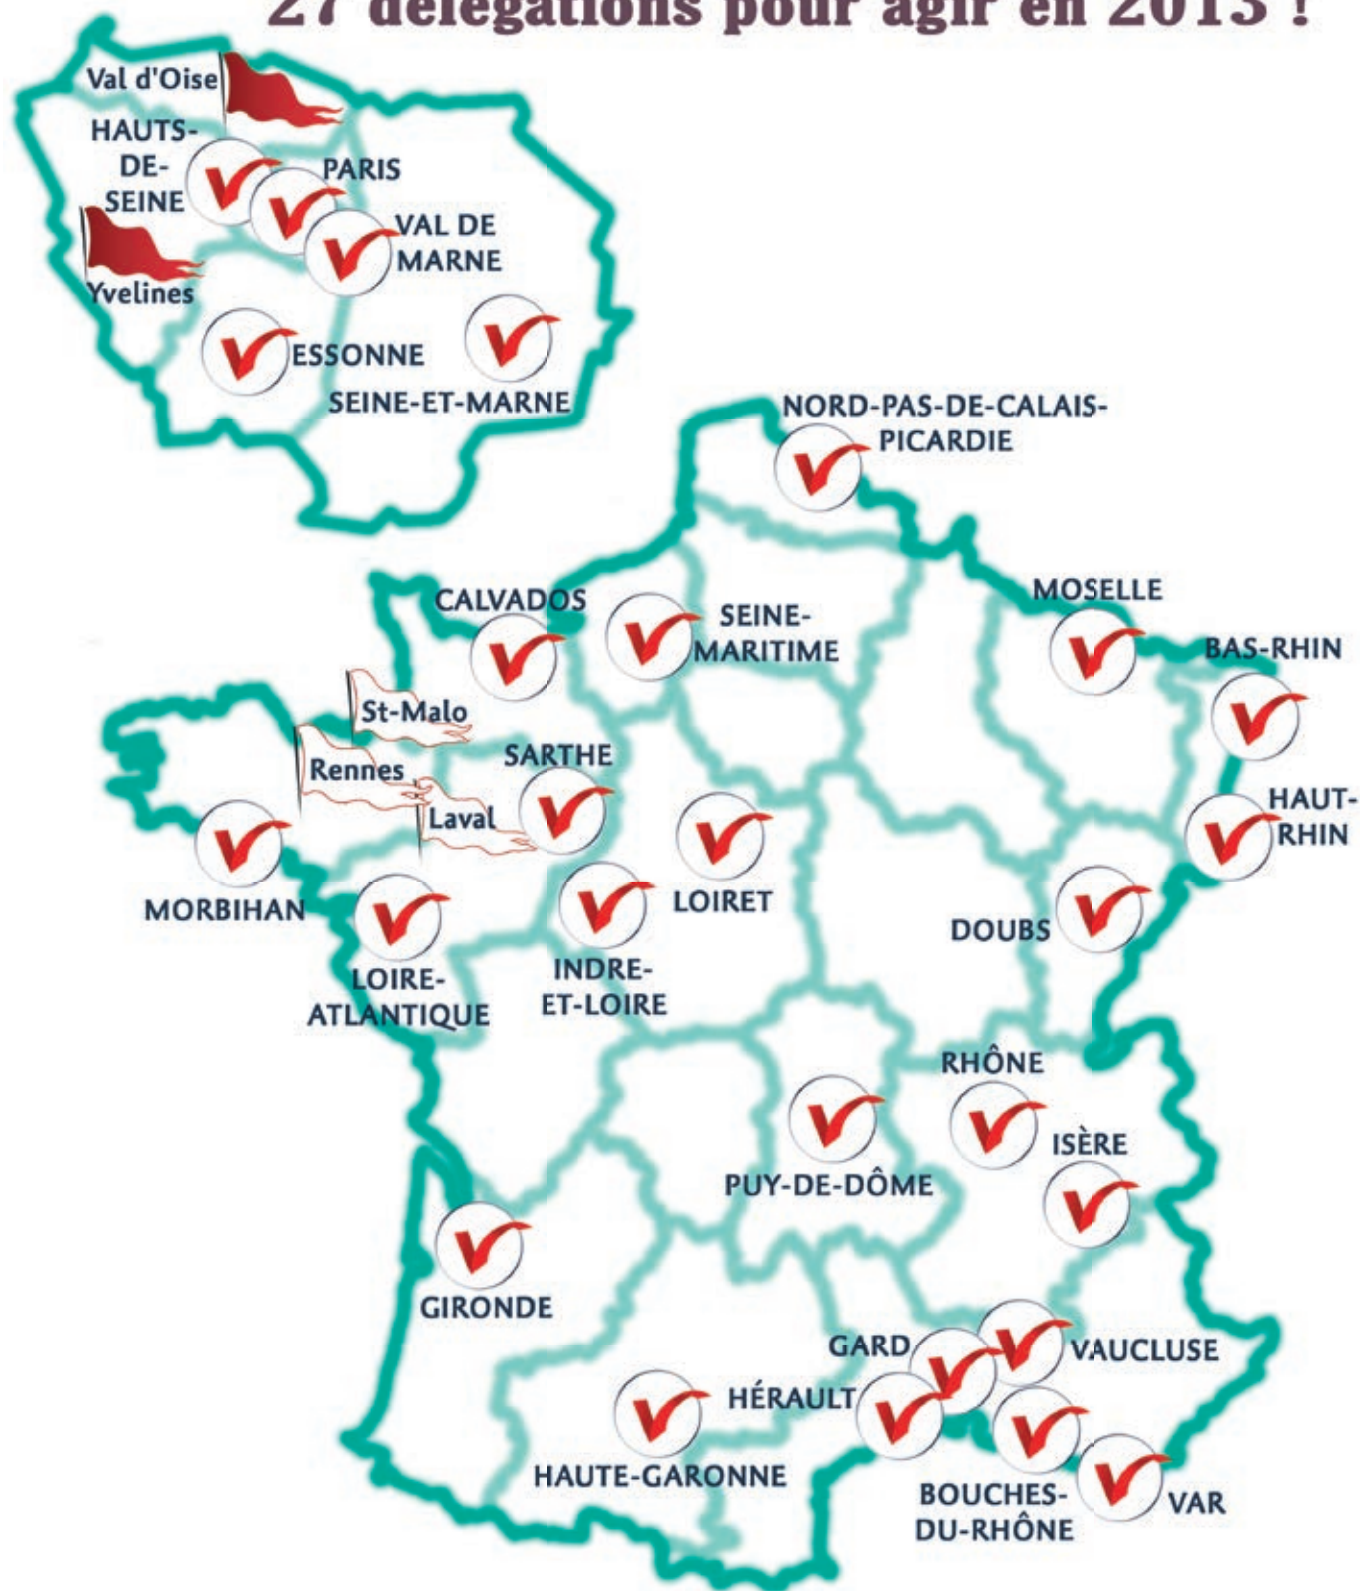 27 délégations pour agir en 2013 !
Val d'Oise
HAUTS-
DE-
SEINE
PARIS
VAL DE
MARNE
Yvelines
ESSONNE
SEINE-ET-MARNE
NORD-PAS-DE-CALAIS-
PICARDIE
CALVADOS
SEINE-
MARITIME
MOSELLE
BAS-RHIN
St-Malo
Rennes
SARTHE
Laval
HAUT-
RHIN
MORBIHAN
LOIRET
DOUBS
LOIRE-
ATLANTIQUE
INDRE-
ET-LOIRE
RHÔNE
ISÈRE
PUY-DE-DÔME
GIRONDE
GARD
VAUCLUSE
HÉRAULT
HAUTE-GARONNE
BOUCHES-
DU-RHÔNE
VAR